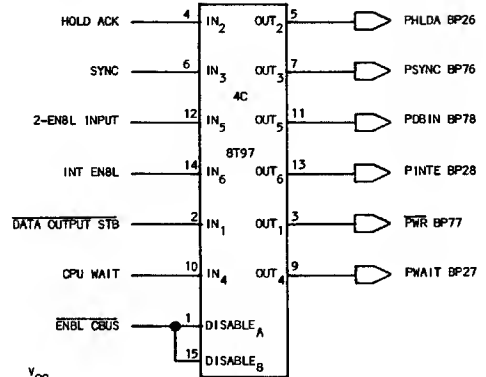 HOLD ACK 4 IN2 OUT2 5 PHLDA BP26
SYNC 6 IN3 OUT3 7 PSYNC BP76
4C
2-ENBL INPUT 12 IN5 OUT5 11 PDBIN BP78
8T97
INT ENBL 14 IN6 OUT6 13 PINTE BP28
DATA OUTPUT STB 2 IN1 OUT1 3 PWR BP77
CPU WAIT 10 IN4 OUT4 9 PWAIT BP27
ENBL CBUS 1 DISABLEA
15 DISABLEB
VCC